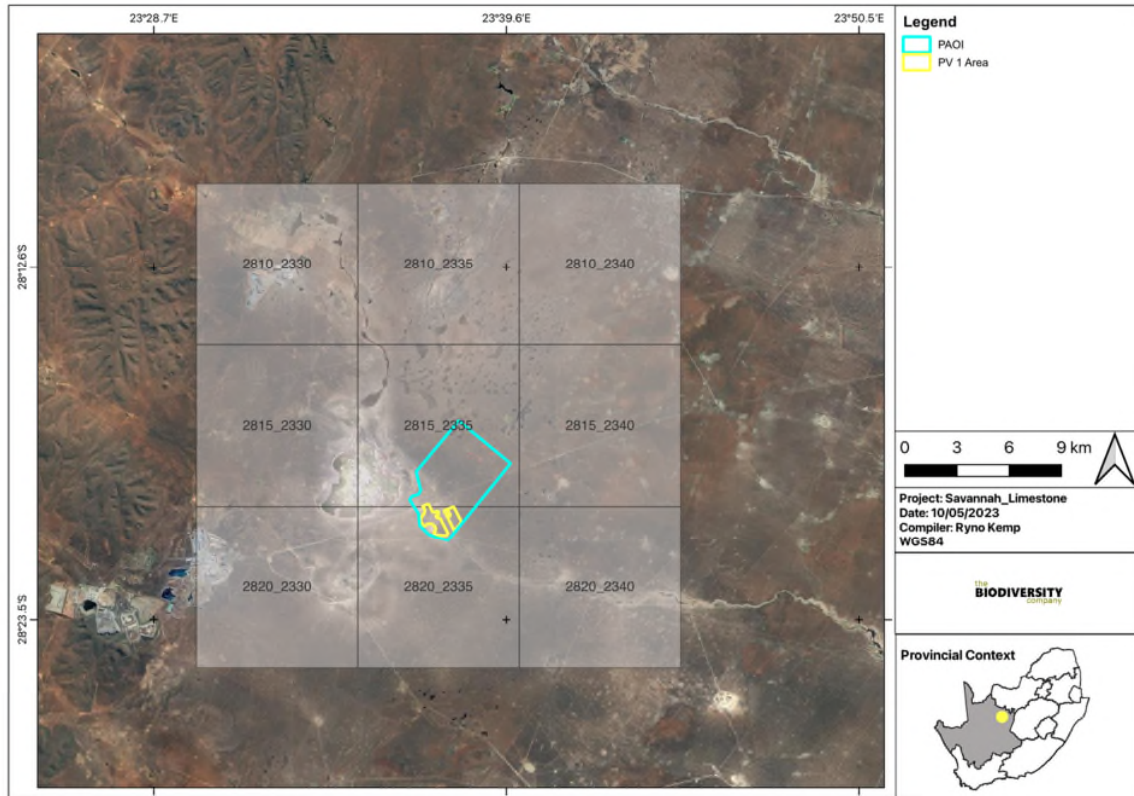 23°28.7'E
23°39.6'E
23°50.5'E
28°12.6'S
28°23.5'S
2810_2330
2810_2335
2810_2340
2815_2330
2815_2335
2815_2340
2820_2330
2820_2335
2820_2340
Legend
PAOI
PV 1 Area
0 3 6 9 km
Project: Savannah_Limestone
Date: 10/05/2023
Compiler: Ryno Kemp
WGS84
the
BIODIVERSITY
company
Provincial Context